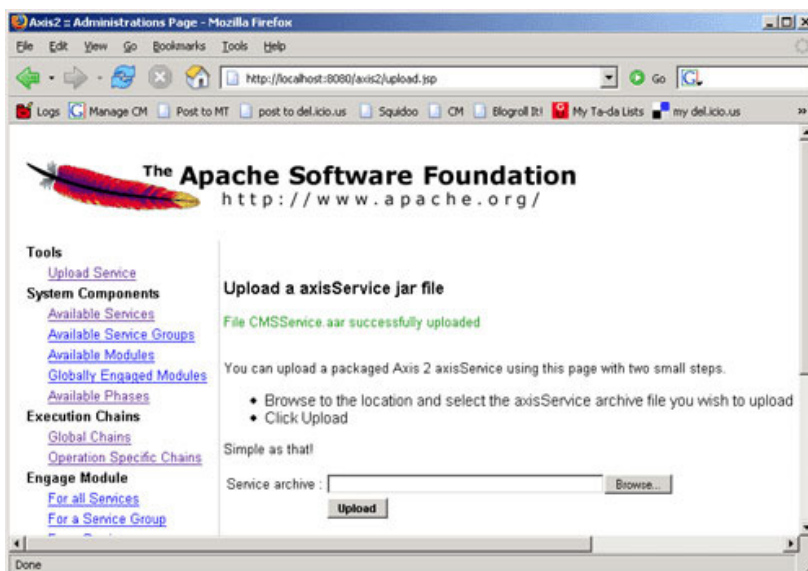 Axis2 :: Administrations Page - Mozilla Firefox
File Edit View Go Bookmarks Tools Help
http://localhost:8080/axis2/upload.jsp Go G
Logs Manage CM Post to MT post to del.icio.us Squidoo CM Blogroll It! My Ta-da Lists my del.icio.us »
The Apache Software Foundation
http://www.apache.org/
Tools
Upload Service
System Components
Available Services
Available Service Groups
Available Modules
Globally Engaged Modules
Available Phases
Execution Chains
Global Chains
Operation Specific Chains
Engage Module
For all Services
For a Service Group
Upload a axisService jar file
File CMSService.aar successfully uploaded
You can upload a packaged Axis 2 axisService using this page with two small steps.
• Browse to the location and select the axisService archive file you wish to upload
• Click Upload
Simple as that!
Service archive : Browse...
Upload
Done